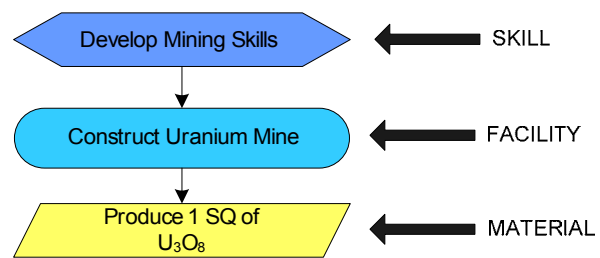 Develop Mining Skills
SKILL
Construct Uranium Mine
FACILITY
Produce 1 SQ of
U₃O₈
MATERIAL